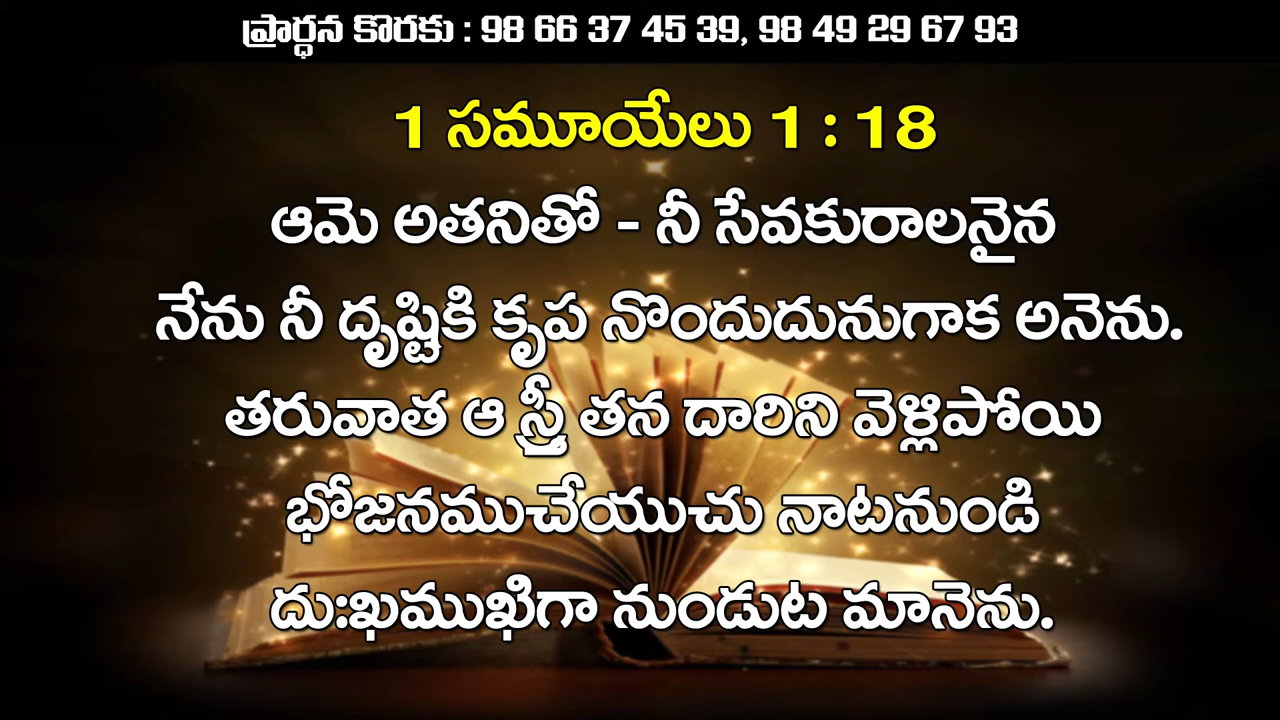 ప్రార్ధన కొరకు : 98 66 37 45 39, 98 49 29 67 93
1 సమూయేలు 1 : 18
ఆమె అతనితో - నీ సేవకురాలనైన
నేను నీ దృష్టికి కృప నొందుదునుగాక అనెను.
తరువాత ఆ స్త్రీ తన దారిని వెళ్లిపోయి
భోజనముచేయుచు నాటనుండి
దుఃఖముఖిగా నుండుట మానెను.